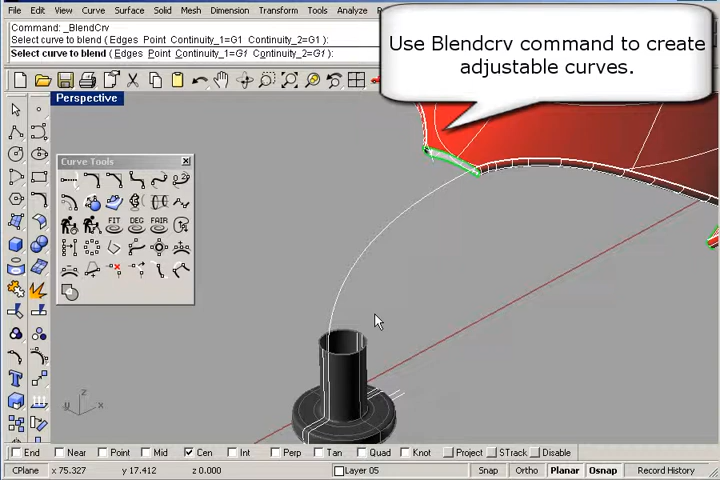 File Edit View Curve Surface Solid Mesh Dimension Transform Tools Analyze
Command: _BlendCrv
Select curve to blend ( Edges Point Continuity_1=G1 Continuity_2=G1 ):
Select curve to blend ( Edges Point Continuity_1=G1 Continuity_2=G1 ):
Use Blendcrv command to create
adjustable curves.
Perspective
Curve Tools
FIT DEG FAIR
z
y x
End Near Point Mid Cen Int Perp Tan Quad Knot Project STrack Disable
CPlane x 75.327 y 17.412 z 0.000 Layer 05 Snap Ortho Planar Osnap Record History